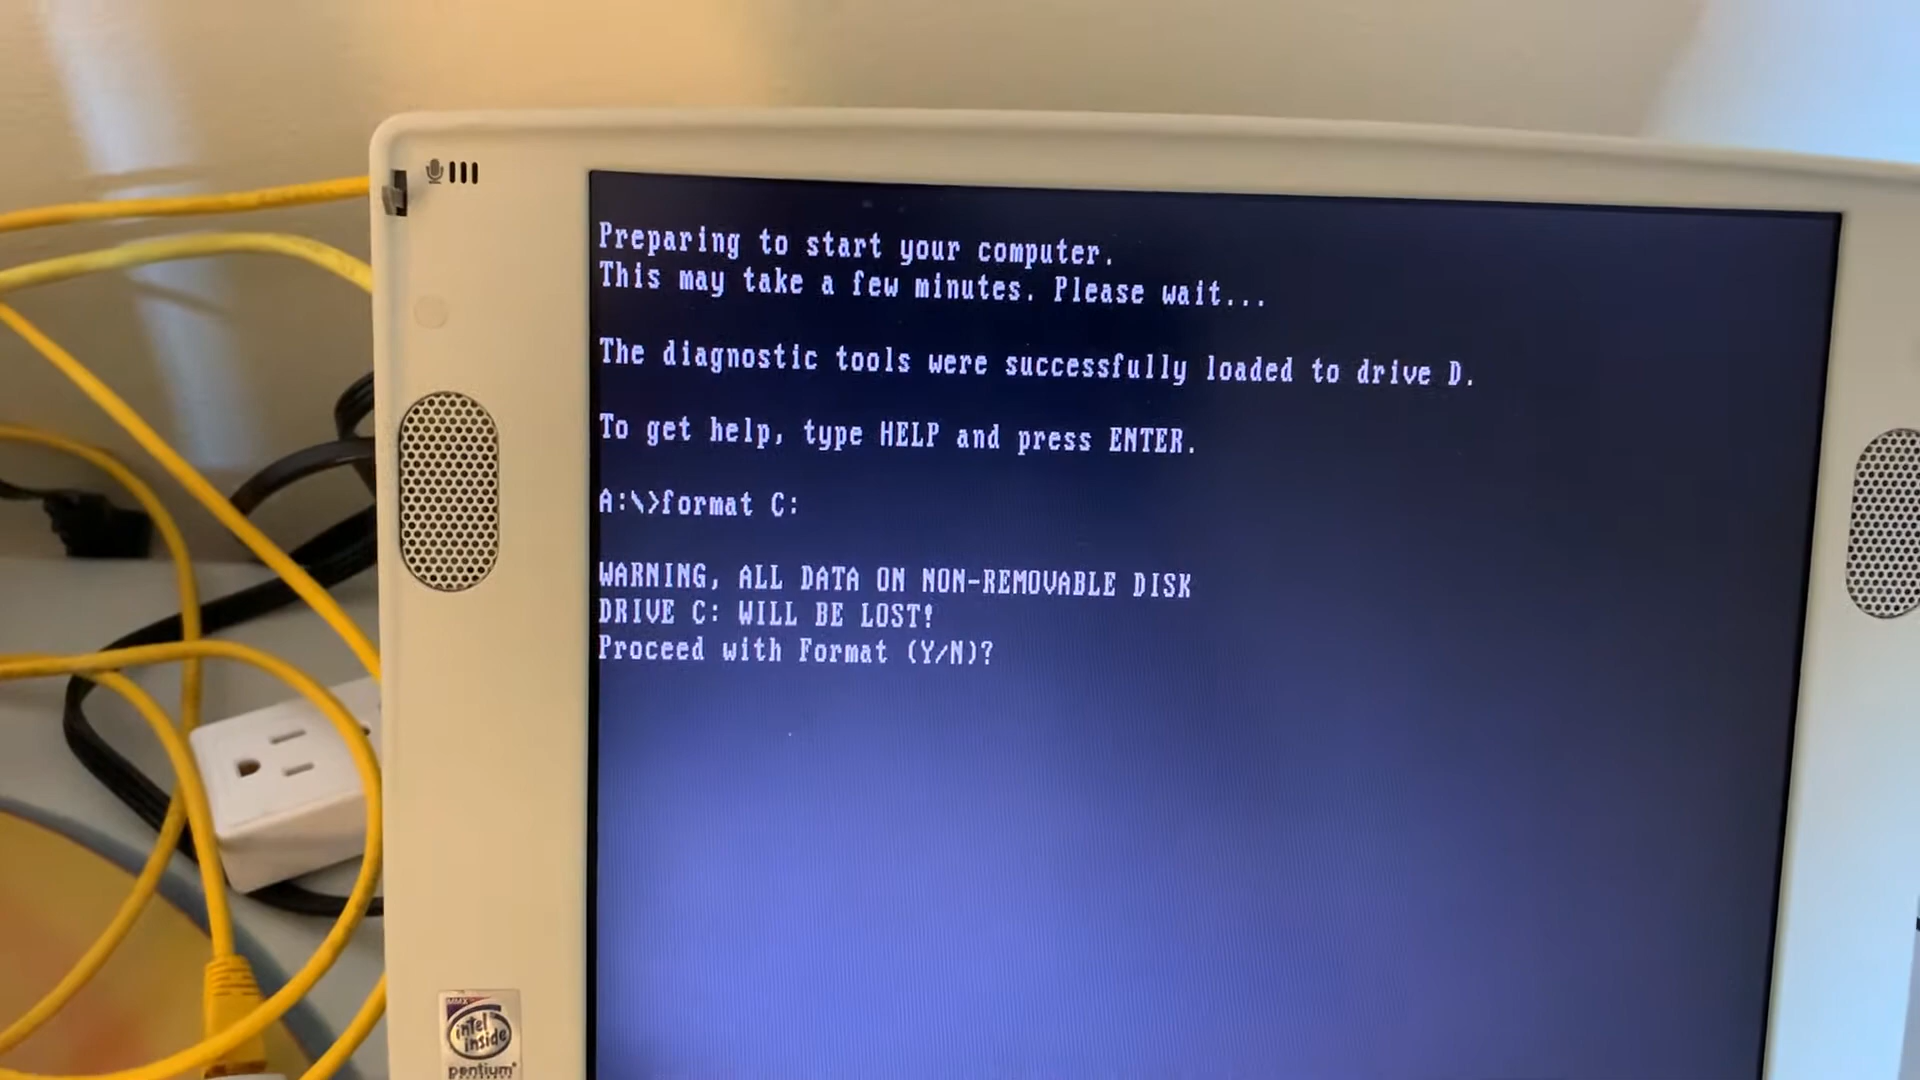 Preparing to start your computer.
This may take a few minutes. Please wait...
The diagnostic tools were successfully loaded to drive D.
To get help, type HELP and press ENTER.
A:\>format C:
WARNING, ALL DATA ON NON-REMOVABLE DISK
DRIVE C: WILL BE LOST!
Proceed with Format (Y/N)?
MMX
intel
inside
pentium